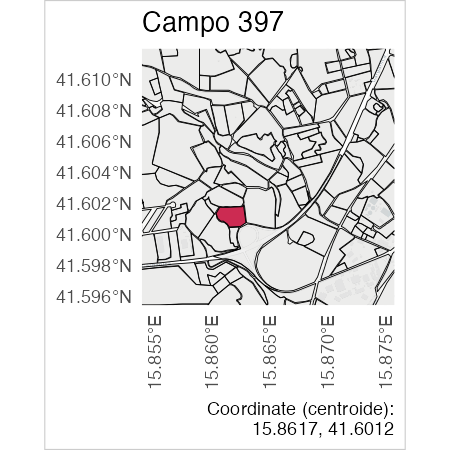 Campo 397
41.610°N
41.608°N
41.606°N
41.604°N
41.602°N
41.600°N
41.598°N
41.596°N
15.855°E
15.860°E
15.865°E
15.870°E
15.875°E
Coordinate (centroide):
15.8617, 41.6012